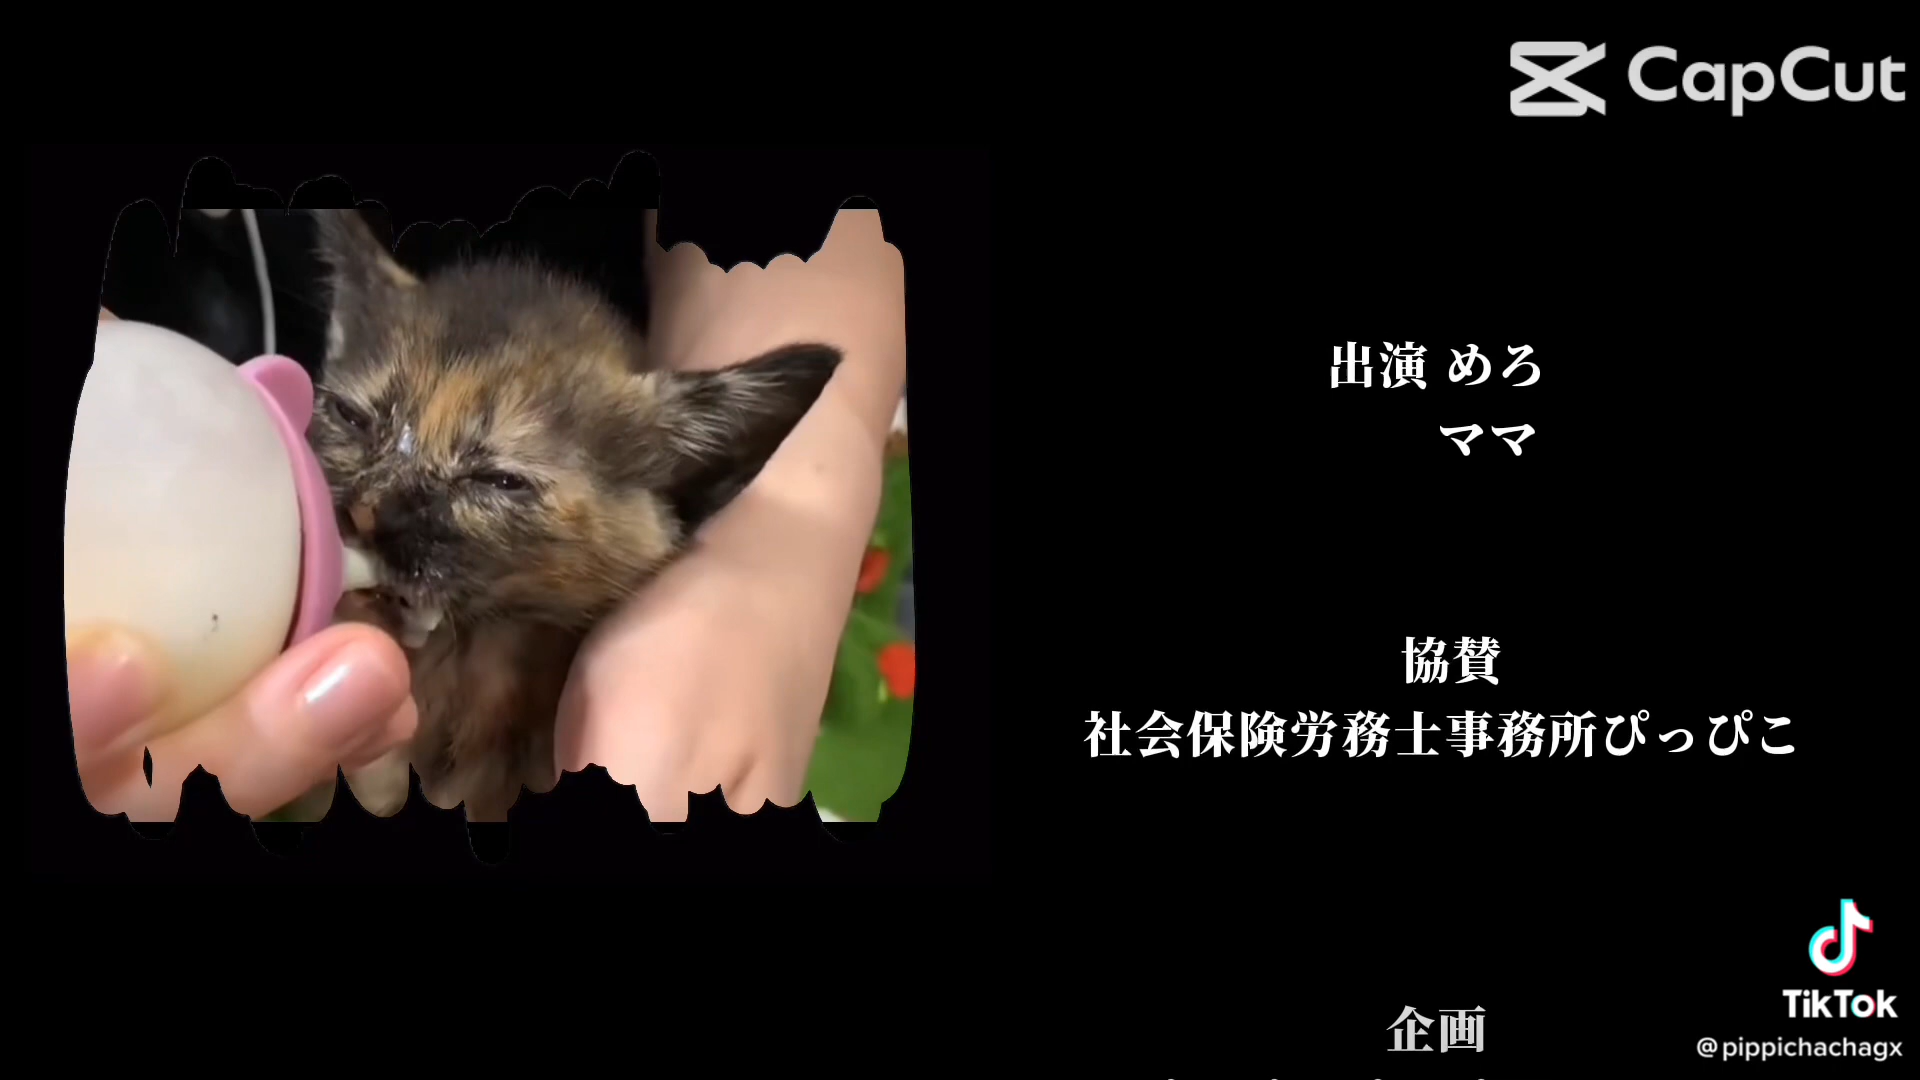 CapCut
出演 めろ
ママ
協賛
社会保険労務士事務所ぴっぴこ
企画
TikTok
@pippichachagx